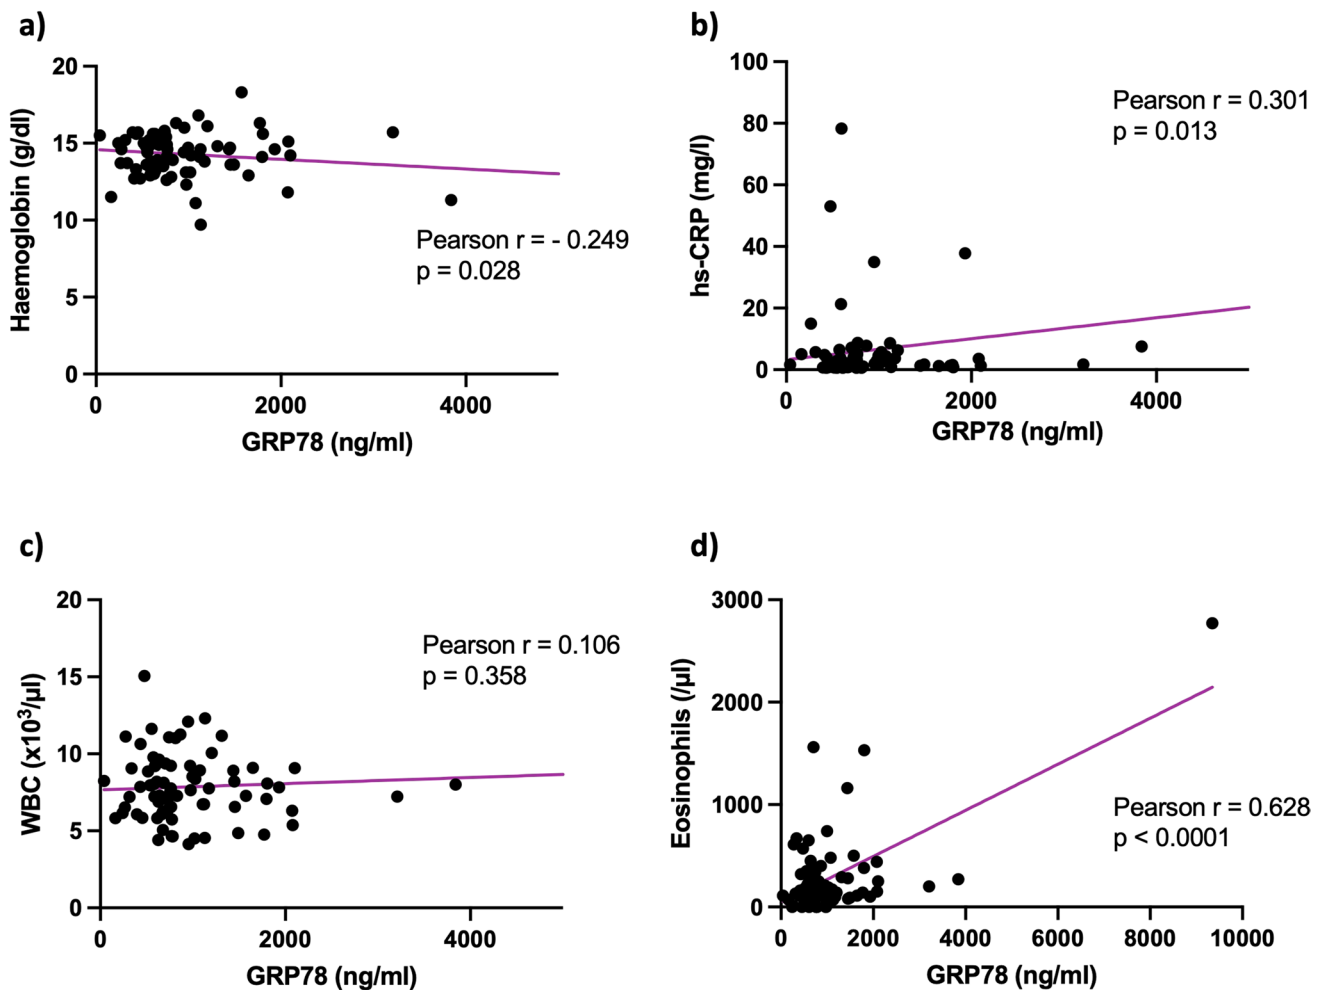 a)
20
15
10
5
0
Haemoglobin (g/dl)
Pearson r = - 0.249
p = 0.028
0 2000 4000
GRP78 (ng/ml)
b)
100
80
60
40
20
0
hs-CRP (mg/l)
Pearson r = 0.301
p = 0.013
0 2000 4000
GRP78 (ng/ml)
c)
20
15
10
5
0
WBC (x10³/µl)
Pearson r = 0.106
p = 0.358
0 2000 4000
GRP78 (ng/ml)
d)
3000
2000
1000
0
Eosinophils (/µl)
Pearson r = 0.628
p < 0.0001
0 2000 4000 6000 8000 10000
GRP78 (ng/ml)